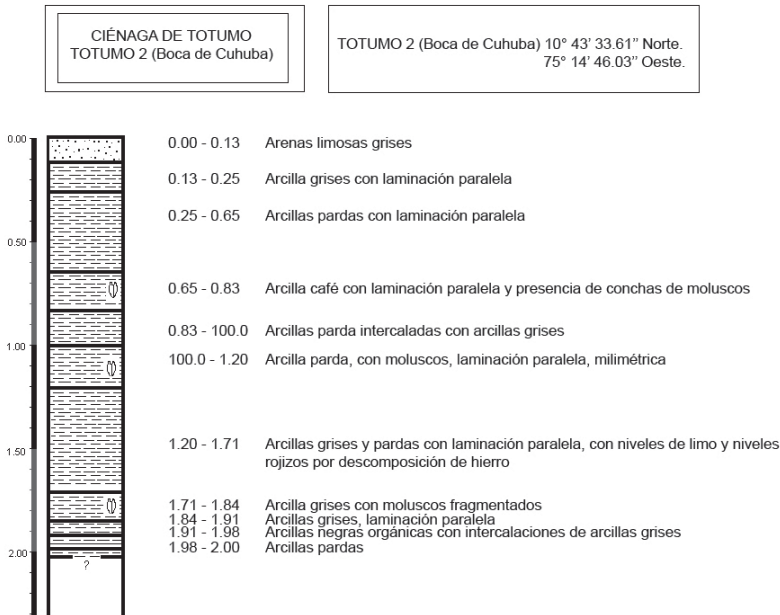 CIÉNAGA DE TOTUMO
TOTUMO 2 (Boca de Cuhuba)
TOTUMO 2 (Boca de Cuhuba) 10° 43’ 33.61” Norte.
75° 14’ 46.03” Oeste.
0.00
0.00 - 0.13 Arenas limosas grises
0.13 - 0.25 Arcilla grises con laminación paralela
0.25 - 0.65 Arcillas pardas con laminación paralela
0.50
0.65 - 0.83 Arcilla café con laminación paralela y presencia de conchas de moluscos
0.83 - 100.0 Arcillas parda intercaladas con arcillas grises
1.00
100.0 - 1.20 Arcilla parda, con moluscos, laminación paralela, milimétrica
1.20 - 1.71 Arcillas grises y pardas con laminación paralela, con niveles de limo y niveles
rojizos por descomposición de hierro
1.50
1.71 - 1.84 Arcilla grises con moluscos fragmentados
1.84 - 1.91 Arcillas grises, laminación paralela
1.91 - 1.98 Arcillas negras orgánicas con intercalaciones de arcillas grises
1.98 - 2.00 Arcillas pardas
2.00
?